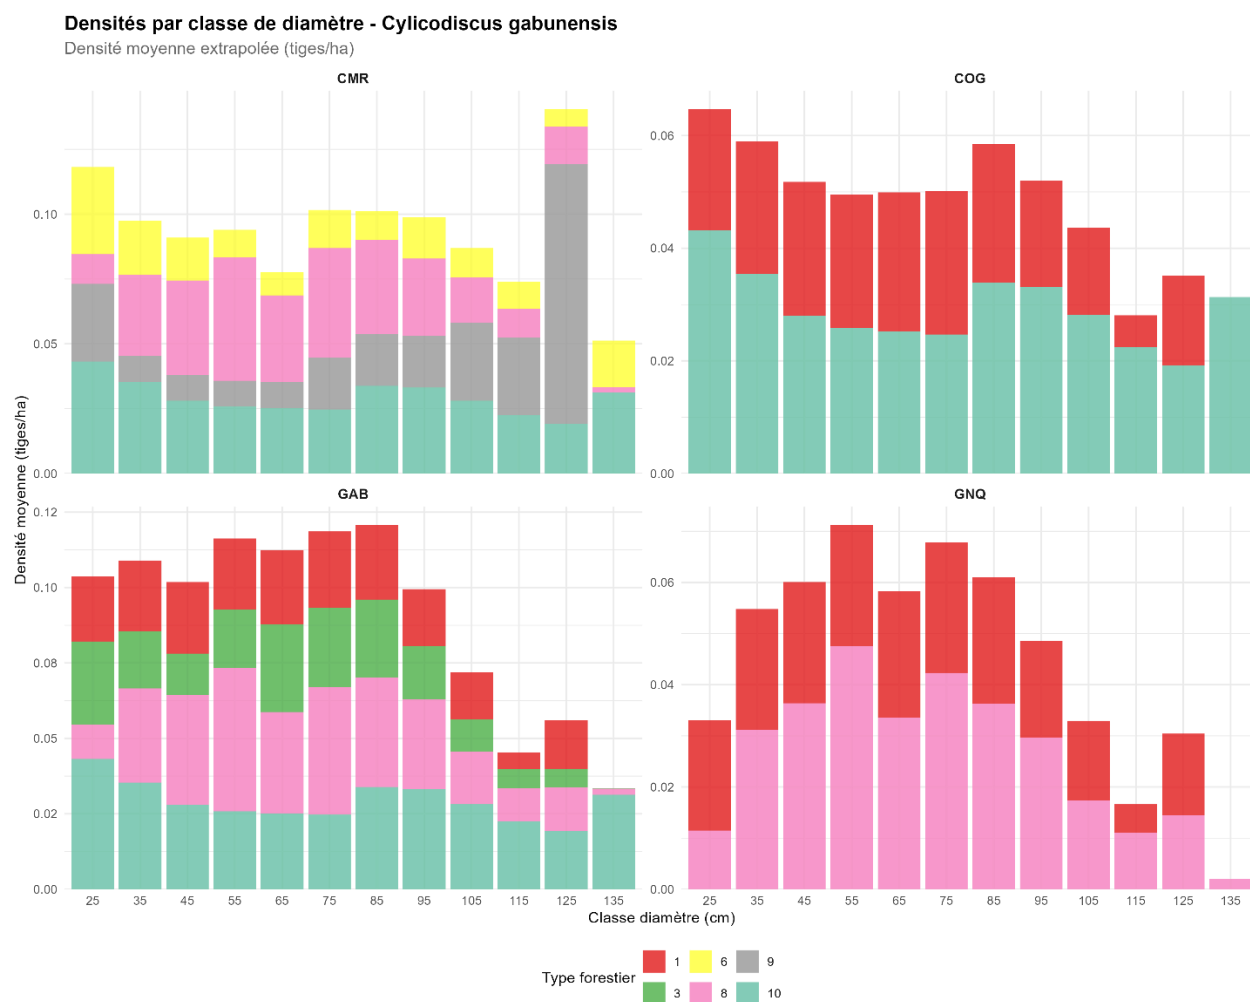 Densités par classe de diamètre - Cylicodiscus gabunensis
Densité moyenne extrapolée (tiges/ha)
CMR
COG
0.10
0.05
0.00
0.06
0.04
0.02
0.00
GAB
GNQ
Densité moyenne (tiges/ha)
0.12
0.10
0.08
0.05
0.02
0.00
0.06
0.04
0.02
0.00
25 35 45 55 65 75 85 95 105 115 125 135
25 35 45 55 65 75 85 95 105 115 125 135
Classe diamètre (cm)
Type forestier
1 6 9
3 8 10